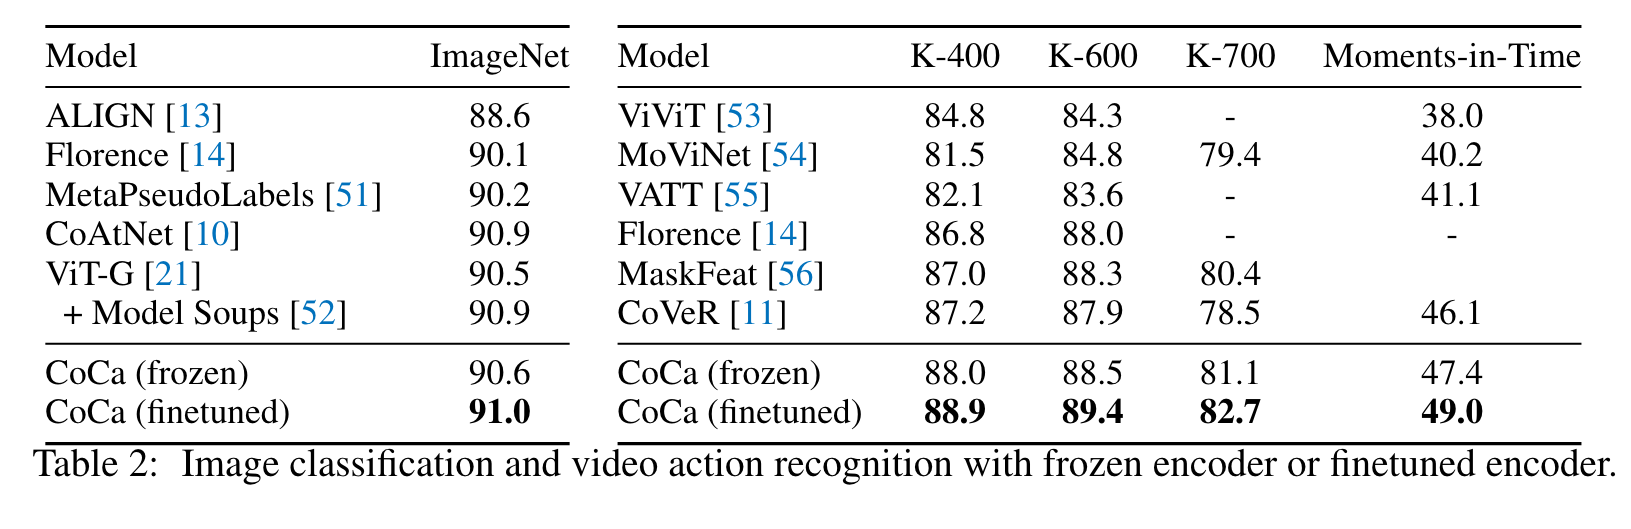 Model ImageNet
ALIGN [13] 88.6
Florence [14] 90.1
MetaPseudoLabels [51] 90.2
CoAtNet [10] 90.9
ViT-G [21] 90.5
+ Model Soups [52] 90.9
CoCa (frozen) 90.6
CoCa (finetuned) 91.0
Model K-400 K-600 K-700 Moments-in-Time
ViViT [53] 84.8 84.3 - 38.0
MoViNet [54] 81.5 84.8 79.4 40.2
VATT [55] 82.1 83.6 - 41.1
Florence [14] 86.8 88.0 - -
MaskFeat [56] 87.0 88.3 80.4
CoVeR [11] 87.2 87.9 78.5 46.1
CoCa (frozen) 88.0 88.5 81.1 47.4
CoCa (finetuned) 88.9 89.4 82.7 49.0
Table 2: Image classification and video action recognition with frozen encoder or finetuned encoder.